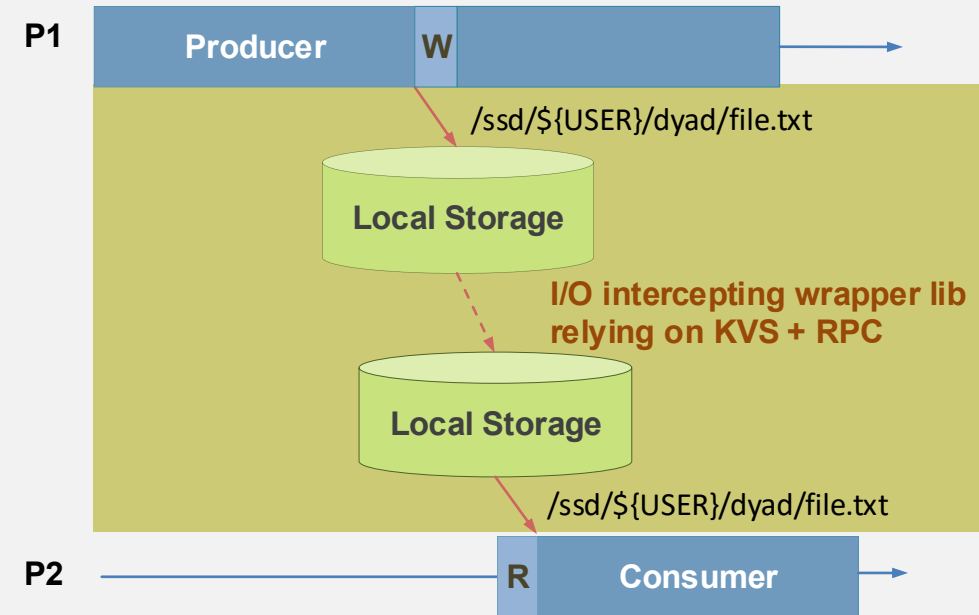 P1
Producer
W
/ssd/${USER}/dyad/file.txt
Local Storage
I/O intercepting wrapper lib
relying on KVS + RPC
Local Storage
/ssd/${USER}/dyad/file.txt
P2
R
Consumer